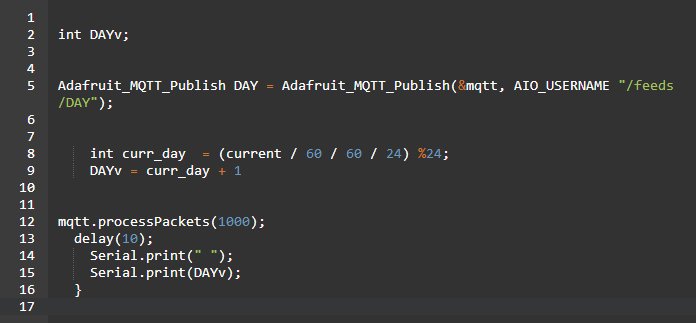 1
2 int DAYv;
3
4
5 Adafruit_MQTT_Publish DAY = Adafruit_MQTT_Publish(&mqtt, AIO_USERNAME "/feeds
/DAY");
6
7
8 int curr_day  = (current / 60 / 60 / 24) %24;
9 DAYv = curr_day + 1
10
11
12 mqtt.processPackets(1000);
13 delay(10);
14 Serial.print(" ");
15 Serial.print(DAYv);
16 }
17